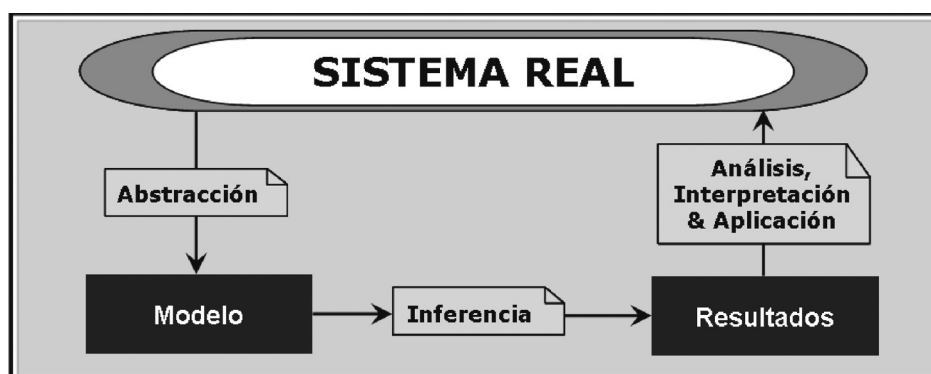 SISTEMA REAL
Abstracción
Análisis,
Interpretación
& Aplicación
Modelo
Inferencia
Resultados